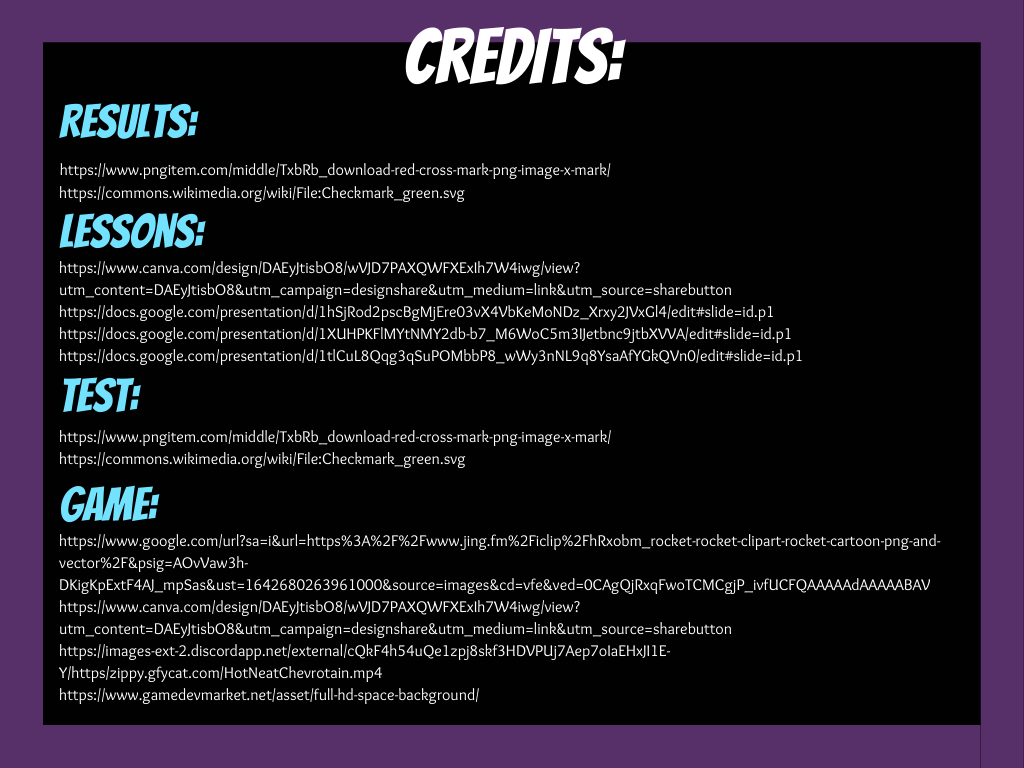 CREDITS:
RESULTS:
https://www.pngitem.com/middle/TxbRb_download-red-cross-mark-png-image-x-mark/
https://commons.wikimedia.org/wiki/File:Checkmark_green.svg
LESSONS:
https://www.canva.com/design/DAEyJtisbO8/wVJD7PAXQWFXExIh7W4iwg/view?
utm_content=DAEyJtisbO8&utm_campaign=designshare&utm_medium=link&utm_source=sharebutton
https://docs.google.com/presentation/d/1hSjRod2pscBgMjEre03vX4VbKeMoNDz_Xrxy2JVxGl4/edit#slide=id.p1
https://docs.google.com/presentation/d/1XUHPKFlMYtNMY2db-b7_M6WoC5m3IJetbnc9jtbXVVA/edit#slide=id.p1
https://docs.google.com/presentation/d/1tlCuL8Qqg3qSuPOMbbP8_wWy3nNL9q8YsaAfYGkQVn0/edit#slide=id.p1
TEST:
https://www.pngitem.com/middle/TxbRb_download-red-cross-mark-png-image-x-mark/
https://commons.wikimedia.org/wiki/File:Checkmark_green.svg
GAME:
https://www.google.com/url?sa=i&url=https%3A%2F%2Fwww.jing.fm%2Ficlip%2FhRxobm_rocket-rocket-clipart-rocket-cartoon-png-and-
vector%2F&psig=AOvVaw3h-
DKigKpExtF4AJ_mpSas&ust=1642680263961000&source=images&cd=vfe&ved=0CAgQjRxqFwoTCMCgjP_ivfUCFQAAAAAdAAAAABAV
https://www.canva.com/design/DAEyJtisbO8/wVJD7PAXQWFXExIh7W4iwg/view?
utm_content=DAEyJtisbO8&utm_campaign=designshare&utm_medium=link&utm_source=sharebutton
https://images-ext-2.discordapp.net/external/cQkF4h54uQe1zpj8skf3HDVPUj7Aep7oIaEHxJI1E-
Y/https/zippy.gfycat.com/HotNeatChevrotain.mp4
https://www.gamedevmarket.net/asset/full-hd-space-background/